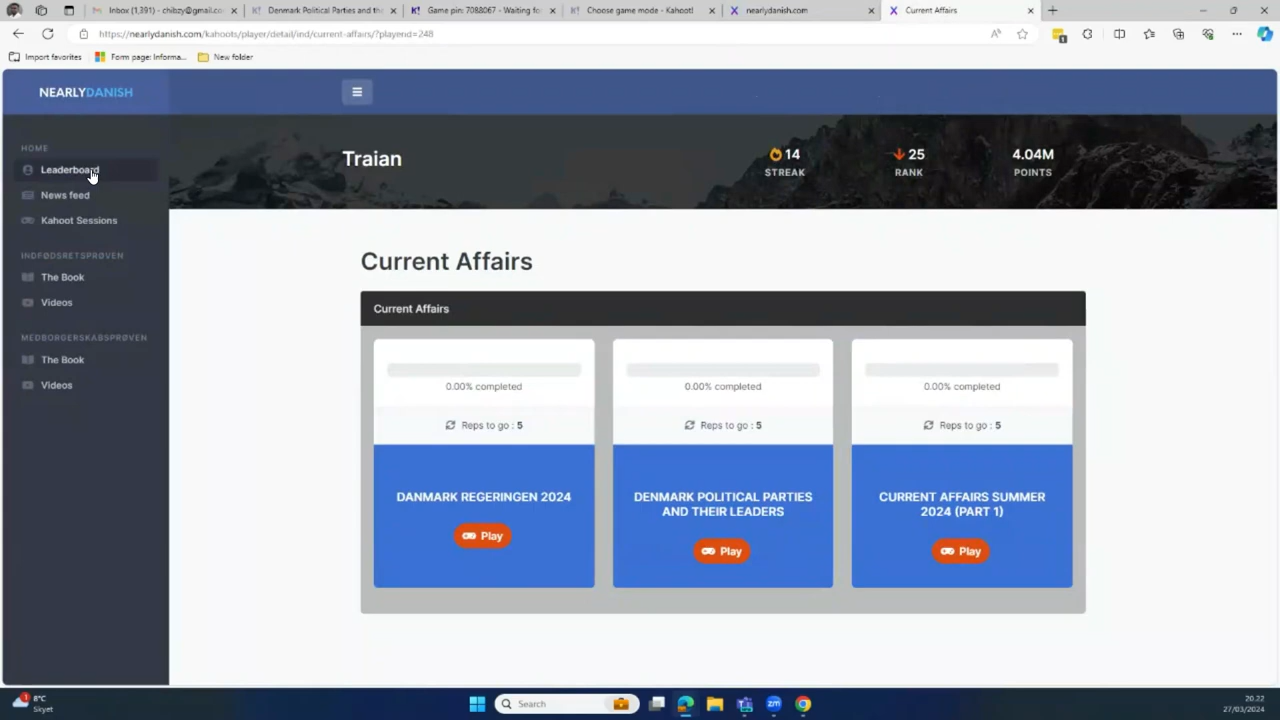 Inbox (1,391) - chibzy@gmail.co
Denmark Political Parties and the
Game pin: 7088067 - Waiting fo
Choose game mode - Kahoot!
nearlydanish.com
Current Affairs
https://nearlydanish.com/kahoots/player/detail/ind/current-affairs/?playerid=248
Import favorites
Form page: Informa...
New folder
NEARLYDANISH
HOME
Leaderboard
News feed
Kahoot Sessions
INDFØDSRETSPRØVEN
The Book
Videos
MEDBORGERSKABSPRØVEN
The Book
Videos
Traian
14
STREAK
25
RANK
4.04M
POINTS
Current Affairs
Current Affairs
0.00% completed
Reps to go : 5
DANMARK REGERINGEN 2024
Play
0.00% completed
Reps to go : 5
DENMARK POLITICAL PARTIES
AND THEIR LEADERS
Play
0.00% completed
Reps to go : 5
CURRENT AFFAIRS SUMMER
2024 (PART 1)
Play
1
8°C
Skyet
Search
20.22
27/03/2024